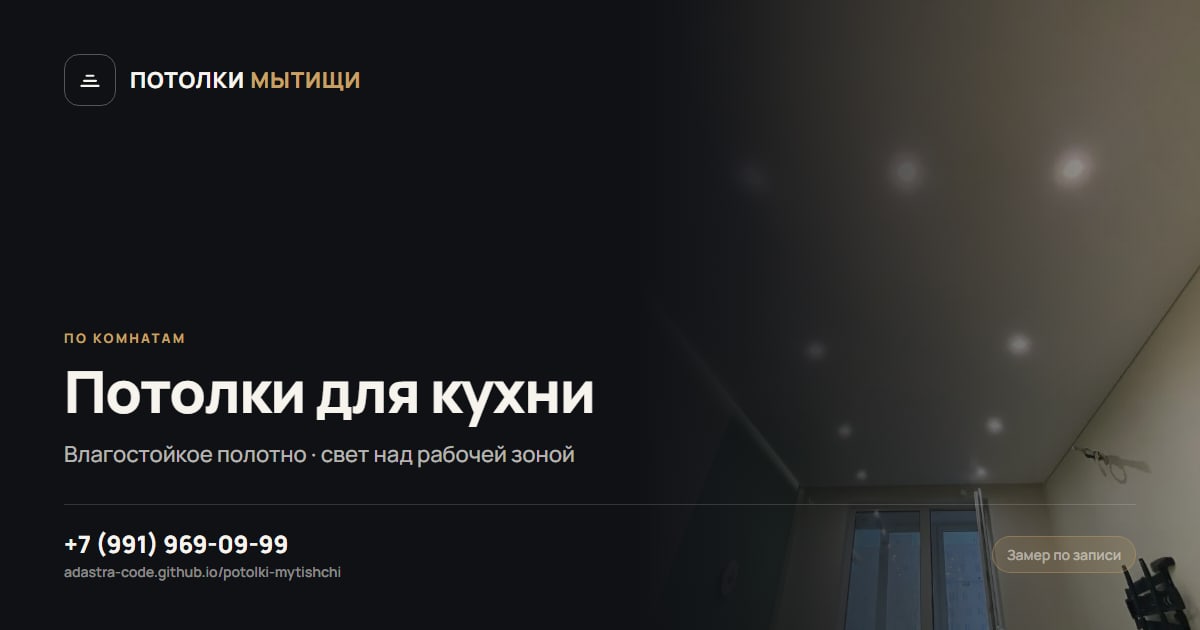 ПОТОЛКИ МЫТИЩИ
ПО КОМНАТАМ
Потолки для кухни
Влагостойкое полотно · свет над рабочей зоной
+7 (991) 969-09-99
adastra-code.github.io/potolki-mytishchi
Замер по записи